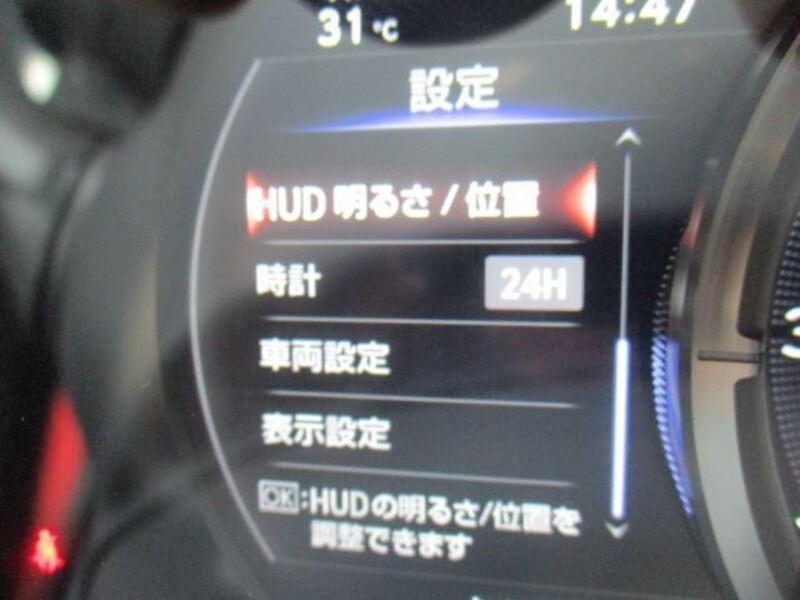 31℃ 14:47
設定
HUD 明るさ / 位置
時計 24H
車両設定
表示設定
OK:HUDの明るさ/位置を
調整できます